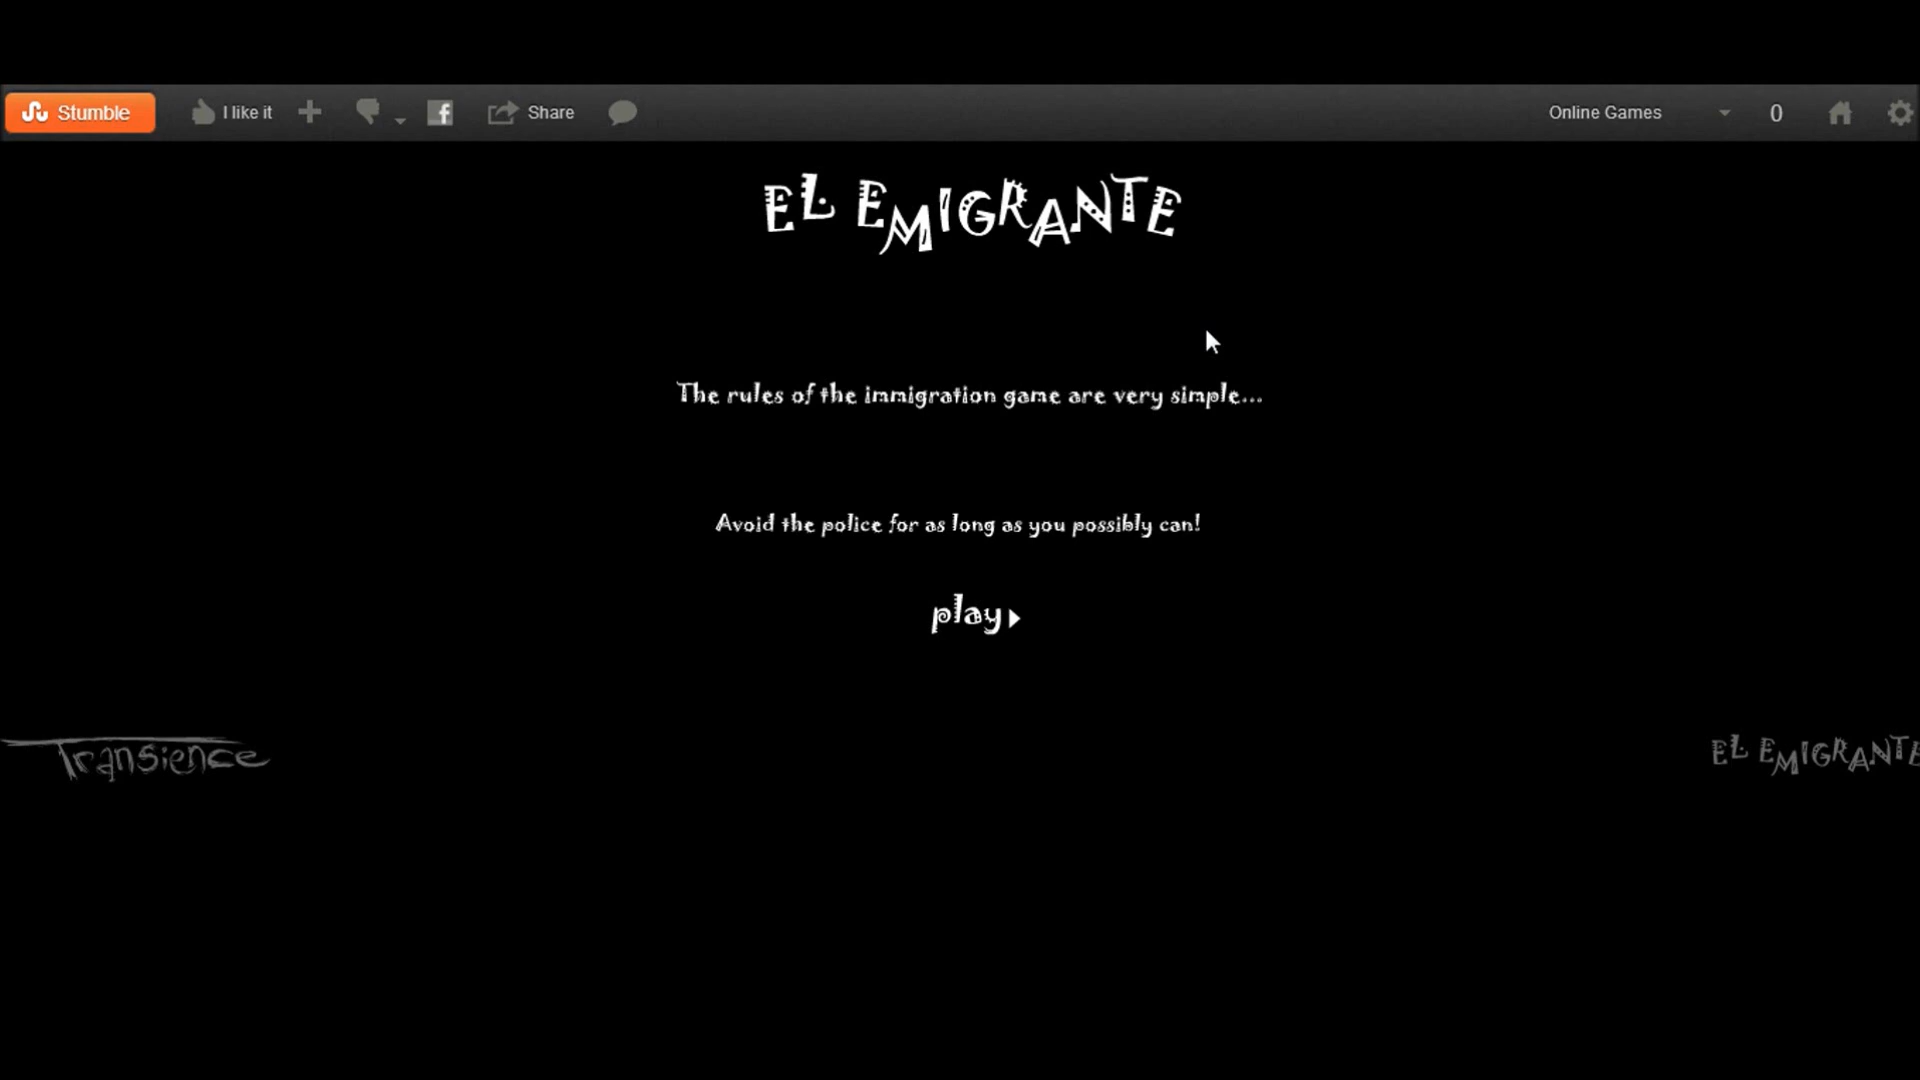 Stumble I like it Share Online Games 0
EL EMIGRANTE
The rules of the immigration game are very simple...
Avoid the police for as long as you possibly can!
play
Transience EL EMIGRANTE